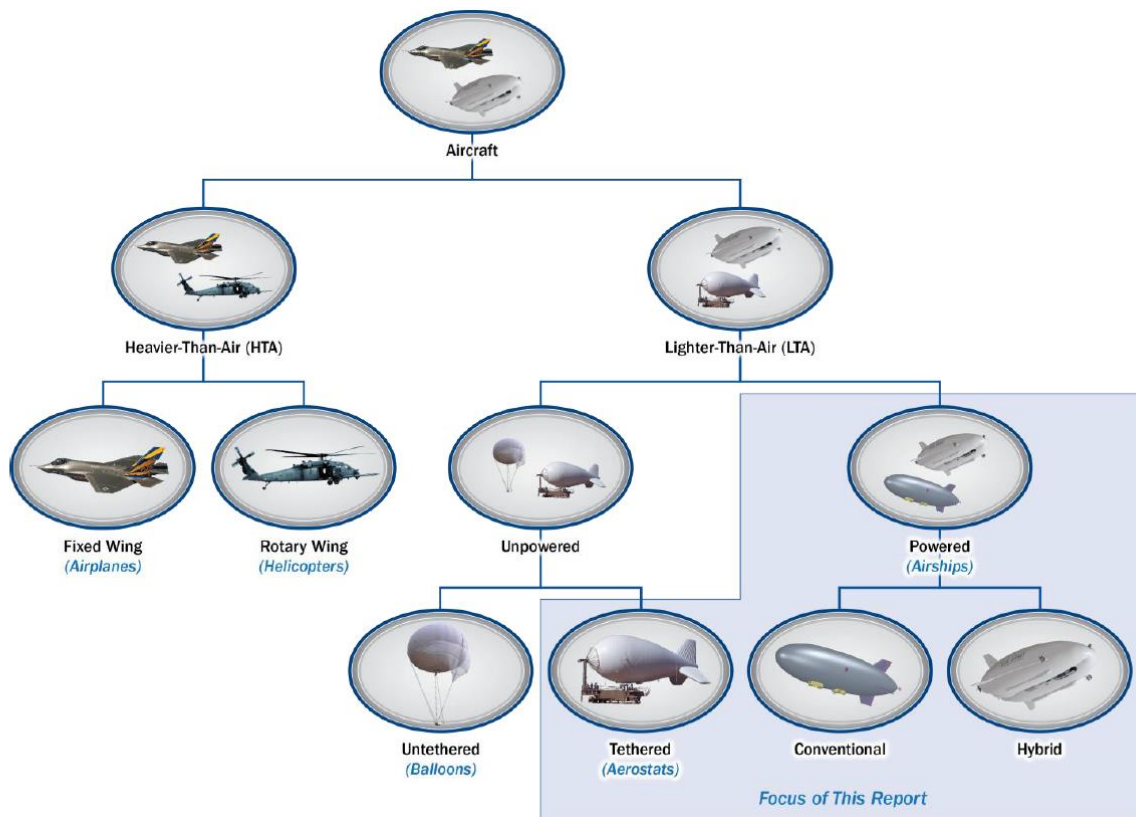 Aircraft
Heavier-Than-Air (HTA)
Lighter-Than-Air (LTA)
Fixed Wing
(Airplanes)
Rotary Wing
(Helicopters)
Unpowered
Powered
(Airships)
Untethered
(Balloons)
Tethered
(Aerostats)
Conventional
Hybrid
Focus of This Report